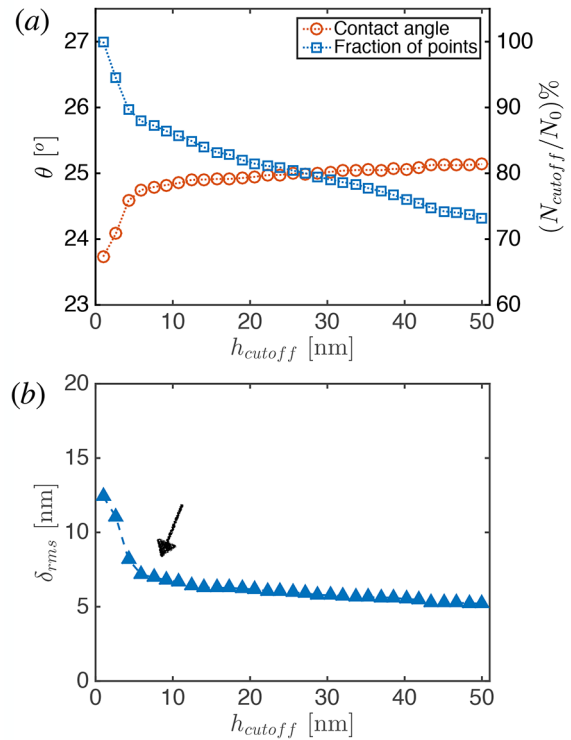 (a)
27
26
25
24
23
θ [°]
Contact angle
Fraction of points
100
90
80
70
60
(N_cutoff/N_0)%
0 10 20 30 40 50
h_cutoff [nm]
(b)
20
15
10
5
0
δ_rms [nm]
0 10 20 30 40 50
h_cutoff [nm]